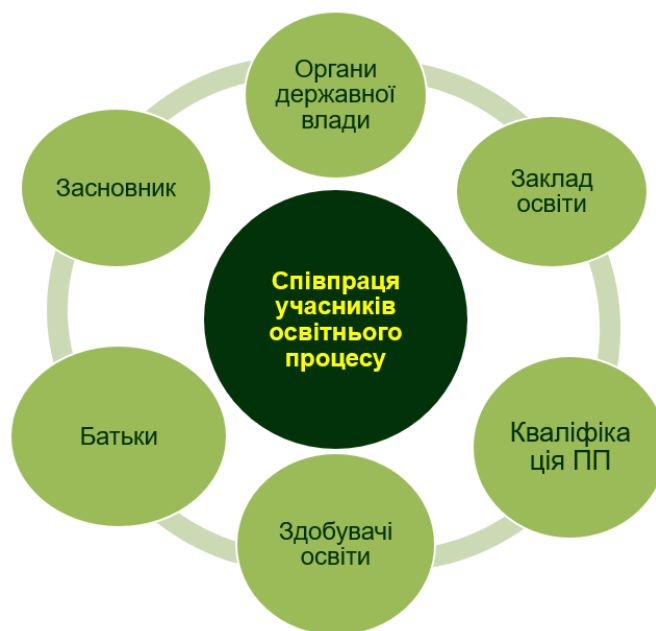 Органи
державної
влади
Заклад
освіти
Кваліфіка
ція ПП
Здобувачі
освіти
Батьки
Засновник
Співпраця
учасників
освітнього
процесу